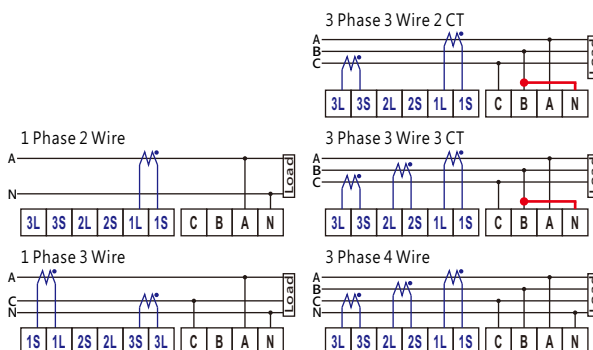 3 Phase 3 Wire 2 CT
A
B
C
3L 3S 2L 2S 1L 1S C B A N
1 Phase 2 Wire
A
N
Load
3L 3S 2L 2S 1L 1S C B A N
3 Phase 3 Wire 3 CT
A
B
C
3L 3S 2L 2S 1L 1S C B A N
1 Phase 3 Wire
A
C
N
Load
1S 1L 2S 2L 3S 3L C B A N
3 Phase 4 Wire
A
B
C
N
3L 3S 2L 2S 1L 1S C B A N